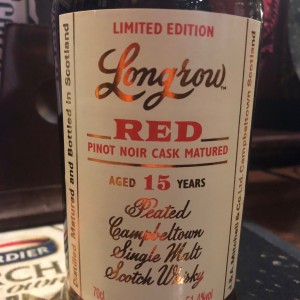 LIMITED EDITION
Longrow™
RED
PINOT NOIR CASK MATURED
AGED 15 YEARS
Peated
Campbeltown
Single Malt
Scotch Whisky
70cl
Distilled Matured and Bottled in Scotland
Campbeltown Scotland